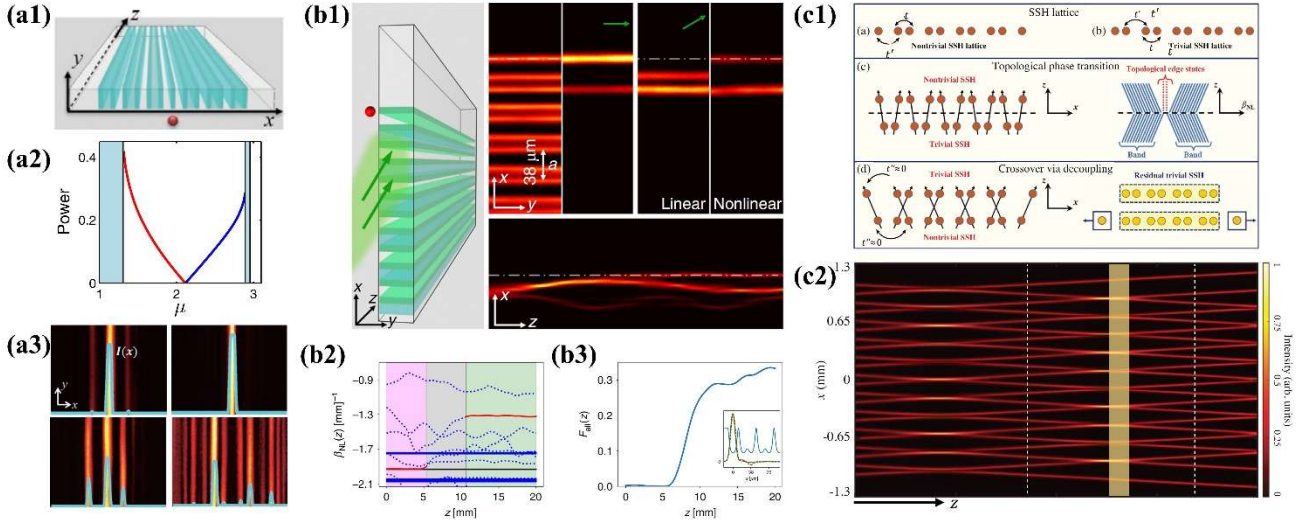 (a1)
z
y
x
(a2)
0.4
0.2
0
Power
1
2
3
μ
(a3)
I(x)
y
x
(b1)
x
z
y
38 μm
a
x
y
Linear
Nonlinear
x
z
(b2)
-0.9
-1.3
-1.7
-2.1
β_NL(z) [mm]⁻¹
0
5
10
15
20
z [mm]
(b3)
0.3
0.2
0.1
0.0
F_all(z)
0
5
10
15
20
z [mm]
(c1)
SSH lattice
(a)
t
t'
Nontrivial SSH lattice
(b)
t'
t'
t
t
Trivial SSH lattice
(c)
Topological phase transition
Nontrivial SSH
Trivial SSH
z
x
Topological edge states
z
β_NL
Band
Band
(d)
Crossover via decoupling
t''≈0
Trivial SSH
t''≈0
Nontrivial SSH
z
x
Residual trivial SSH
(c2)
1.3
0.65
0
-0.65
-1.3
x (mm)
z
1
0.75
0.5
0.25
0
Intensity (arb. units)